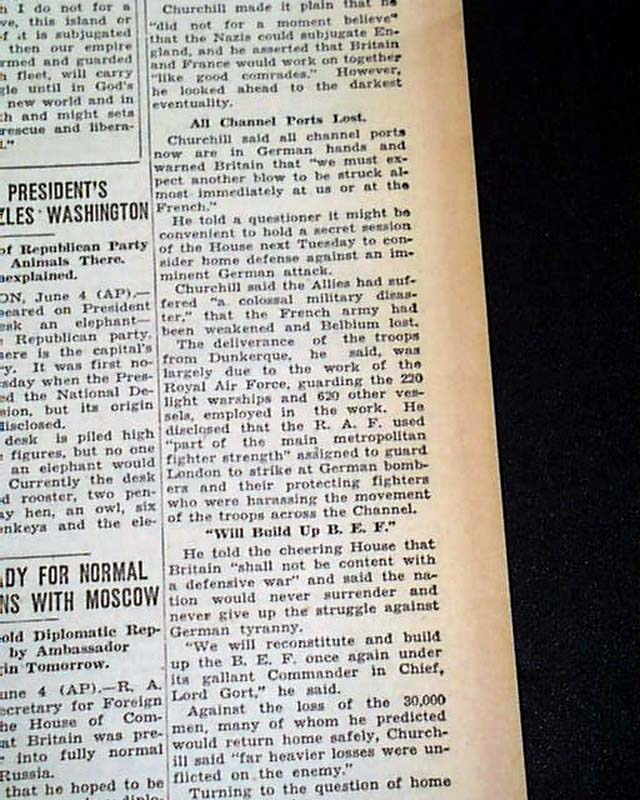 h I do not for a
ve, this island or
f it is subjugated
then our empire
rmed and guarded
h fleet, will carry
gle until in God's
new world and in
th and might sets
rescue and libera-
."
PRESIDENT'S
ZLES WASHINGTON
of Republican Party
Animals There.
nexplained.
ON, June 4 (AP).—
peared on President
esk an elephant—
e Republican party.
here is the capital's
y. It was first no-
sday when the Pres-
ed the National De-
sion, but its origin
disclosed.
desk is piled high
e figures, but no one
an elephant would
Currently the desk
d rooster, two pen-
ay hen, an owl, six
nkeys and the ele-
ADY FOR NORMAL
NS WITH MOSCOW
old Diplomatic Rep-
by Ambassador
in Tomorrow.
une 4 (AP).—R. A.
ecretary for Foreign
he House of Com-
at Britain was pre-
into fully normal
Russia.
that he hoped to be
Churchill made it plain that he
"did not for a moment believe"
that the Nazis could subjugate En-
gland, and he asserted that Britain
and France would work on together
"like good comrades." However,
he looked ahead to the darkest
eventuality.
All Channel Ports Lost.
Churchill said all channel ports
now are in German hands and
warned Britain that "we must ex-
pect another blow to be struck al-
most immediately at us or at the
French."
He told a questioner it might be
convenient to hold a secret session
of the House next Tuesday to con-
sider home defense against an im-
minent German attack.
Churchill said the Allies had suf-
fered "a colossal military disas-
ter," that the French army had
been weakened and Belbium lost.
The deliverance of the troops
from Dunkerque, he said, was
largely due to the work of the
Royal Air Force, guarding the 220
light warships and 620 other ves-
sels, employed in the work. He
disclosed that the R. A. F. used
"part of the main metropolitan
fighter strength" assigned to guard
London to strike at German bomb-
ers and their protecting fighters
who were harassing the movement
of the troops across the Channel.
"Will Build Up B. E. F."
He told the cheering House that
Britain "shall not be content with
a defensive war" and said the na-
tion would never surrender and
never give up the struggle against
German tyranny.
"We will reconstitute and build
up the B. E. F. once again under
its gallant Commander in Chief,
Lord Gort," he said.
Against the loss of the 30,000
men, many of whom he predicted
would return home safely, Church-
ill said "far heavier losses were un-
flicted on the enemy."
Turning to the question of home